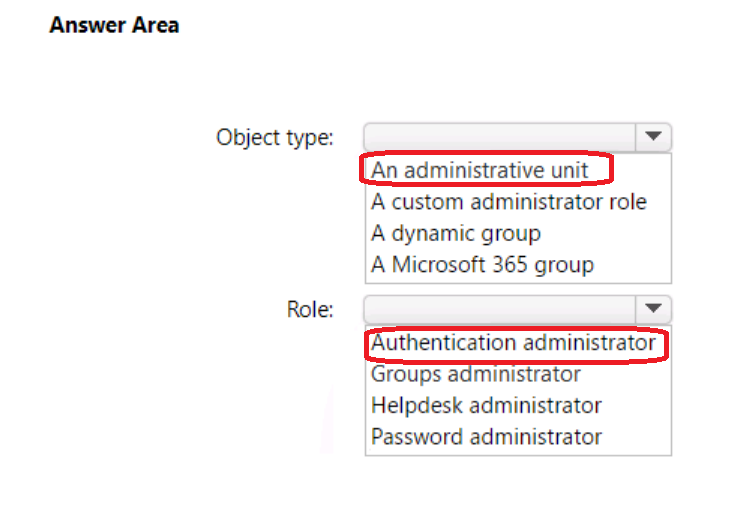 Answer Area
Object type:
An administrative unit
A custom administrator role
A dynamic group
A Microsoft 365 group
Role:
Authentication administrator
Groups administrator
Helpdesk administrator
Password administrator